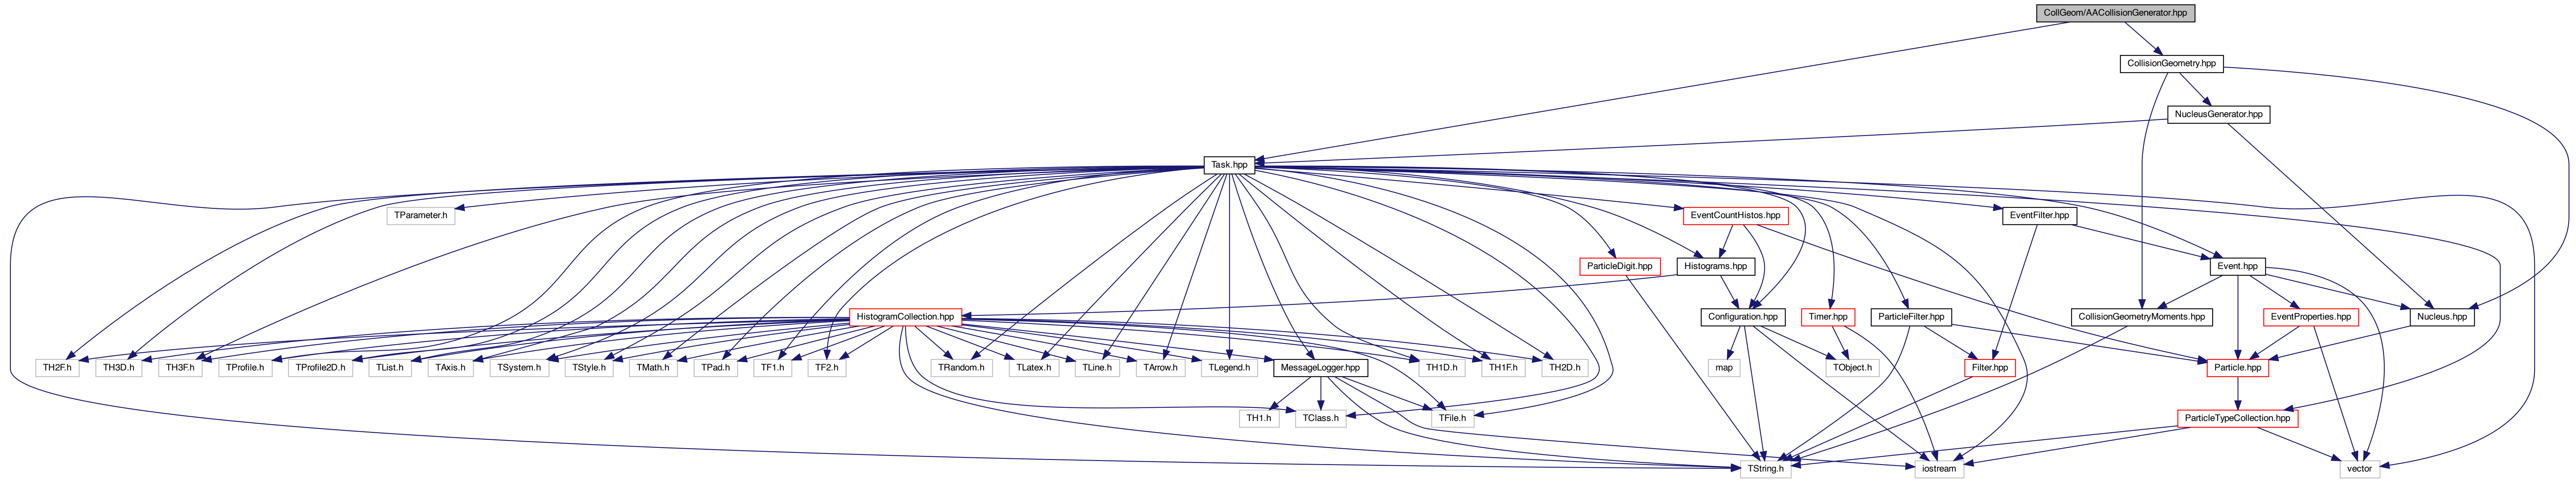 CollGeom/AACollisionGenerator.hpp
CollisionGeometry.hpp
NucleusGenerator.hpp
Task.hpp
TParameter.h
EventCountHistos.hpp
EventFilter.hpp
ParticleDigit.hpp
Histograms.hpp
Event.hpp
HistogramCollection.hpp
Configuration.hpp
Timer.hpp
ParticleFilter.hpp
CollisionGeometryMoments.hpp
EventProperties.hpp
Nucleus.hpp
TH2F.h
TH3D.h
TH3F.h
TProfile.h
TProfile2D.h
TList.h
TAxis.h
TSystem.h
TStyle.h
TMath.h
TPad.h
TF1.h
TF2.h
TRandom.h
TLatex.h
TLine.h
TArrow.h
TLegend.h
MessageLogger.hpp
TH1D.h
TH1F.h
TH2D.h
map
TObject.h
Filter.hpp
Particle.hpp
TH1.h
TClass.h
TFile.h
ParticleTypeCollection.hpp
TString.h
iostream
vector